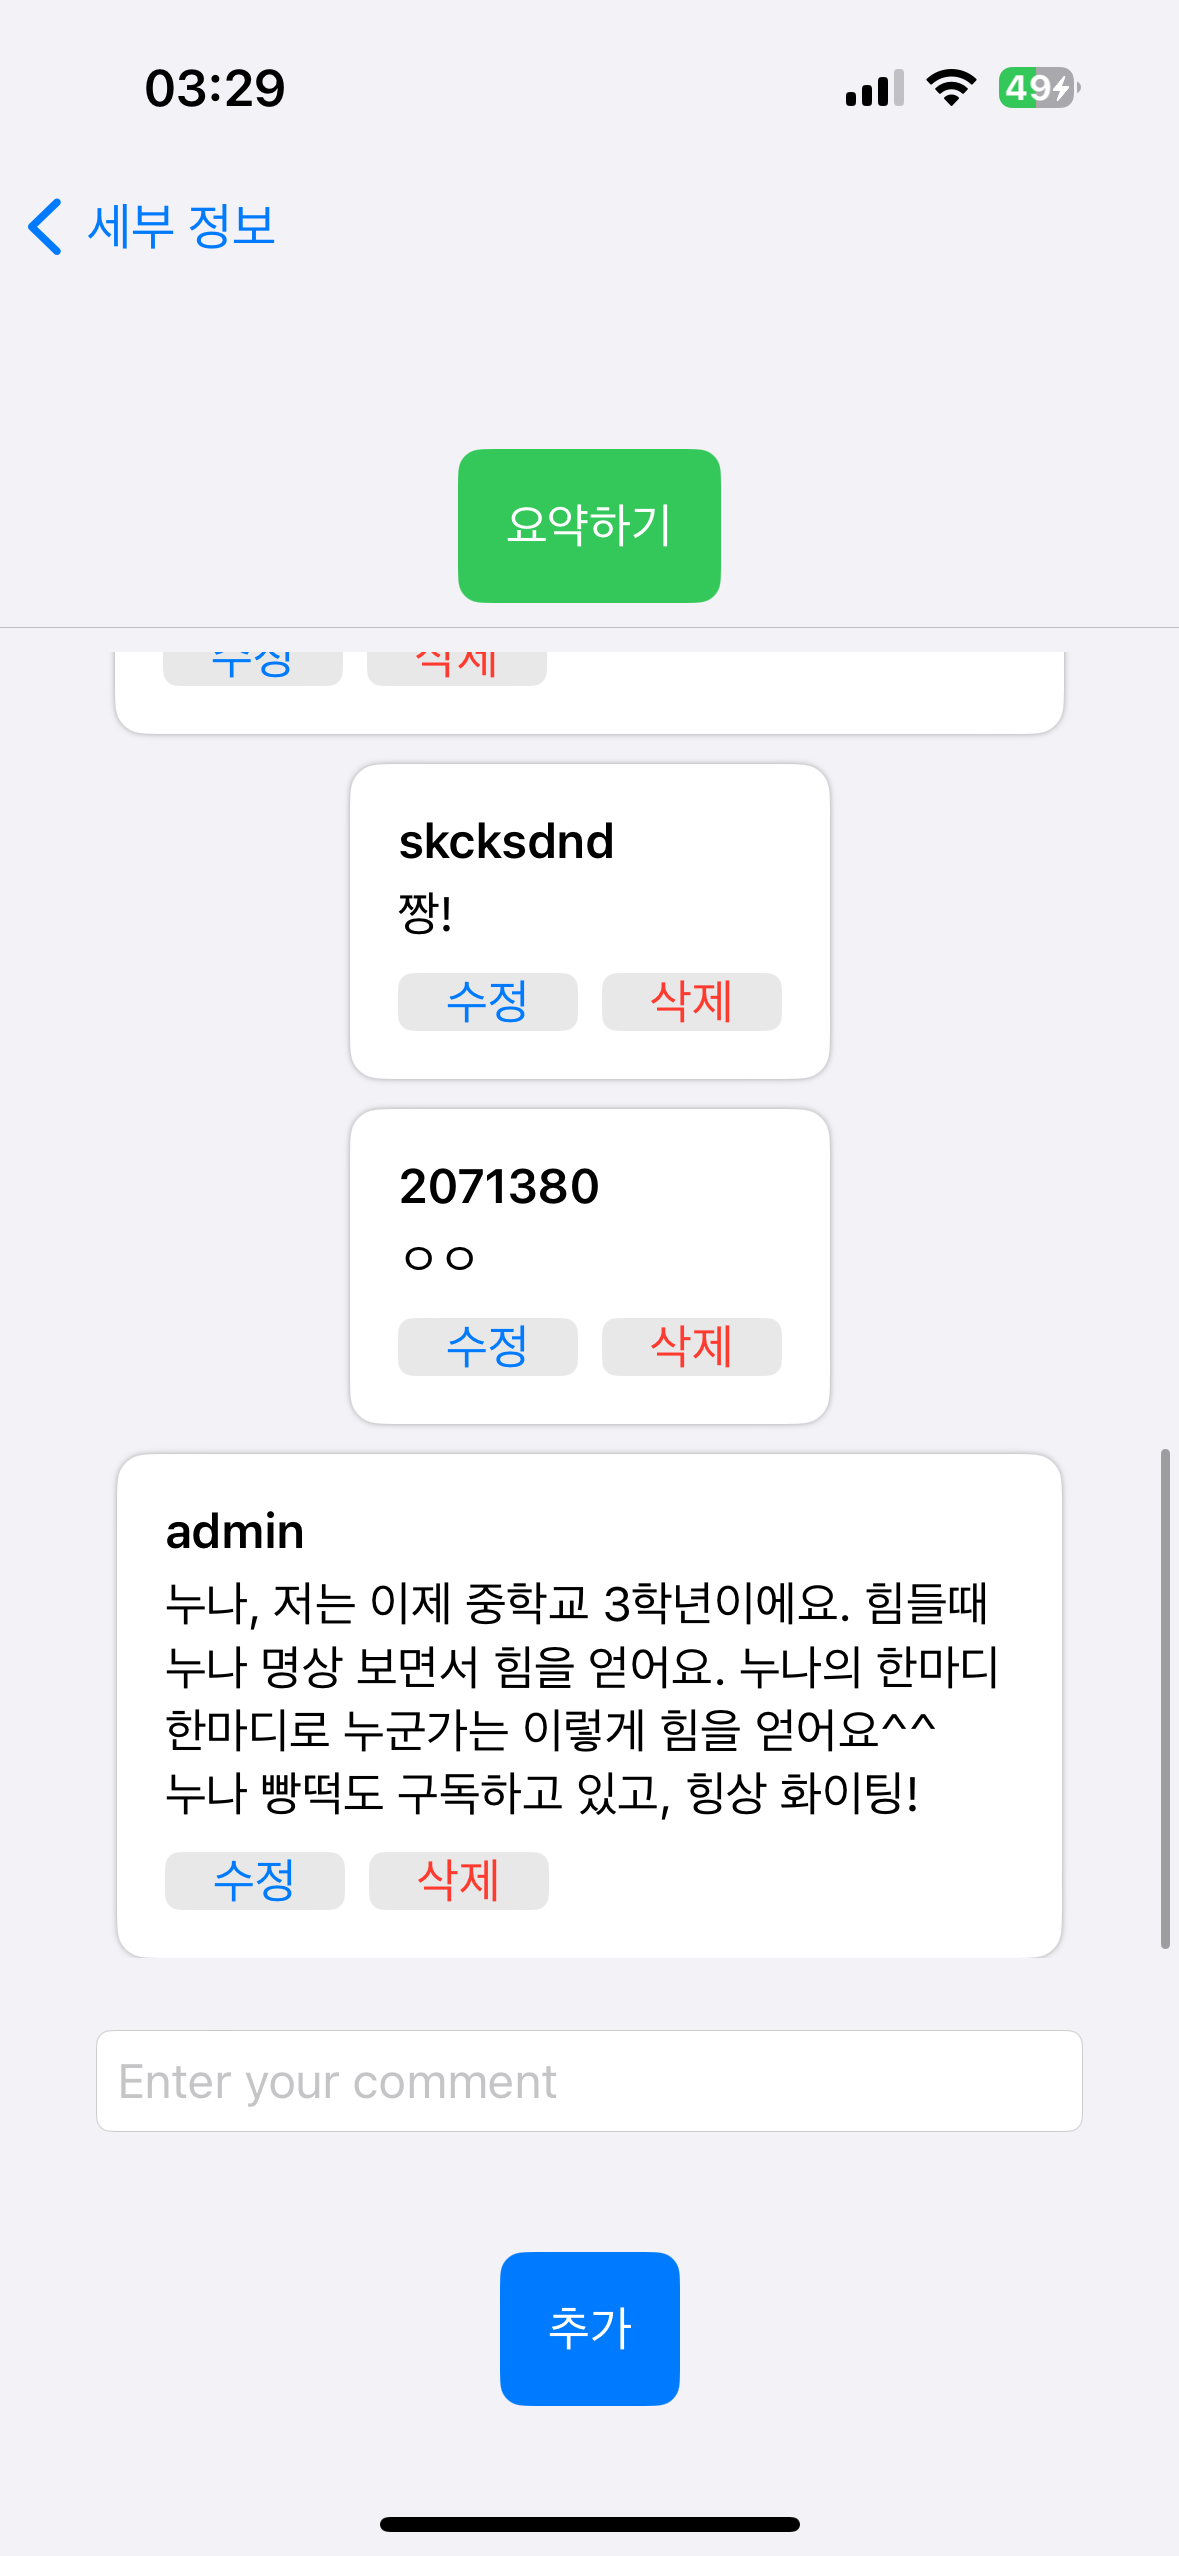 03:29
49
세부 정보
요약하기
수정 삭제
skcksdnd
짱!
수정 삭제
2071380
ㅇㅇ
수정 삭제
admin
누나, 저는 이제 중학교 3학년이에요. 힘들때
누나 명상 보면서 힘을 얻어요. 누나의 한마디
한마디로 누군가는 이렇게 힘을 얻어요^^
누나 빵떡도 구독하고 있고, 힝상 화이팅!
수정 삭제
Enter your comment
추가